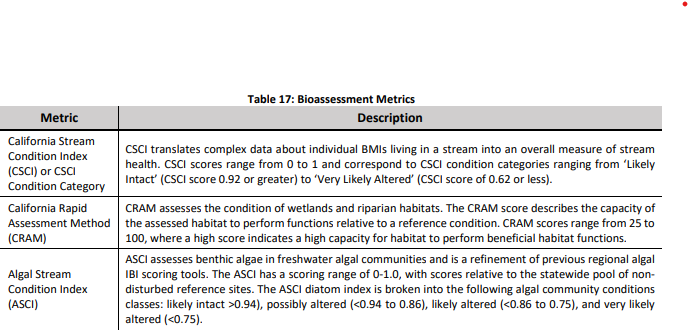 Table 17: Bioassessment Metrics
Metric
Description
California Stream
Condition Index
(CSCI) or CSCI
Condition Category
CSCI translates complex data about individual BMIs living in a stream into an overall measure of stream
health. CSCI scores range from 0 to 1 and correspond to CSCI condition categories ranging from ‘Likely
Intact’ (CSCI score 0.92 or greater) to ‘Very Likely Altered’ (CSCI score of 0.62 or less).
California Rapid
Assessment Method
(CRAM)
CRAM assesses the condition of wetlands and riparian habitats. The CRAM score describes the capacity of
the assessed habitat to perform functions relative to a reference condition. CRAM scores range from 25 to
100, where a high score indicates a high capacity for habitat to perform beneficial habitat functions.
Algal Stream
Condition Index
(ASCI)
ASCI assesses benthic algae in freshwater algal communities and is a refinement of previous regional algal
IBI scoring tools. The ASCI has a scoring range of 0-1.0, with scores relative to the statewide pool of non-
disturbed reference sites. The ASCI diatom index is broken into the following algal community conditions
classes: likely intact >0.94), possibly altered (<0.94 to 0.86), likely altered (<0.86 to 0.75), and very likely
altered (<0.75).